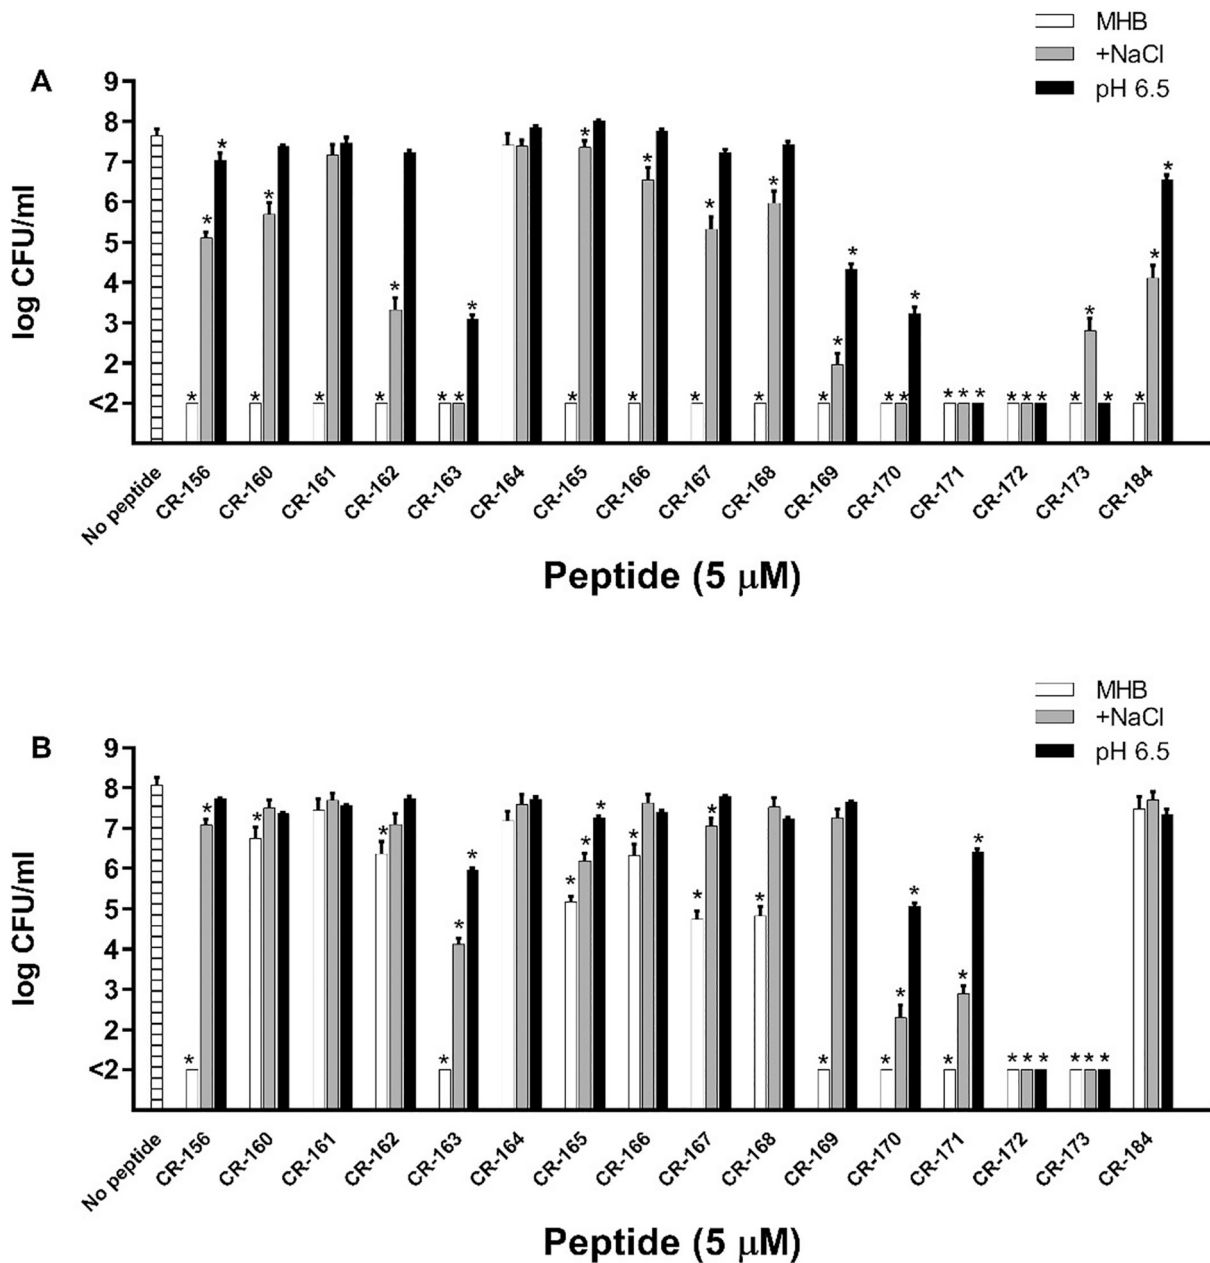 A
MHB
+NaCl
pH 6.5
9
8
7
6
5
4
3
2
<2
log CFU/ml
* * * * * * * * * * * * * * * * * * * * * * * * * * * * * * * * * * *
No peptide CR-156 CR-160 CR-161 CR-162 CR-163 CR-164 CR-165 CR-166 CR-167 CR-168 CR-169 CR-170 CR-171 CR-172 CR-173 CR-184
Peptide (5 μM)
B
MHB
+NaCl
pH 6.5
9
8
7
6
5
4
3
2
<2
log CFU/ml
* * * * * * * * * * * * * * * * * * * * * * * * * * *
No peptide CR-156 CR-160 CR-161 CR-162 CR-163 CR-164 CR-165 CR-166 CR-167 CR-168 CR-169 CR-170 CR-171 CR-172 CR-173 CR-184
Peptide (5 μM)